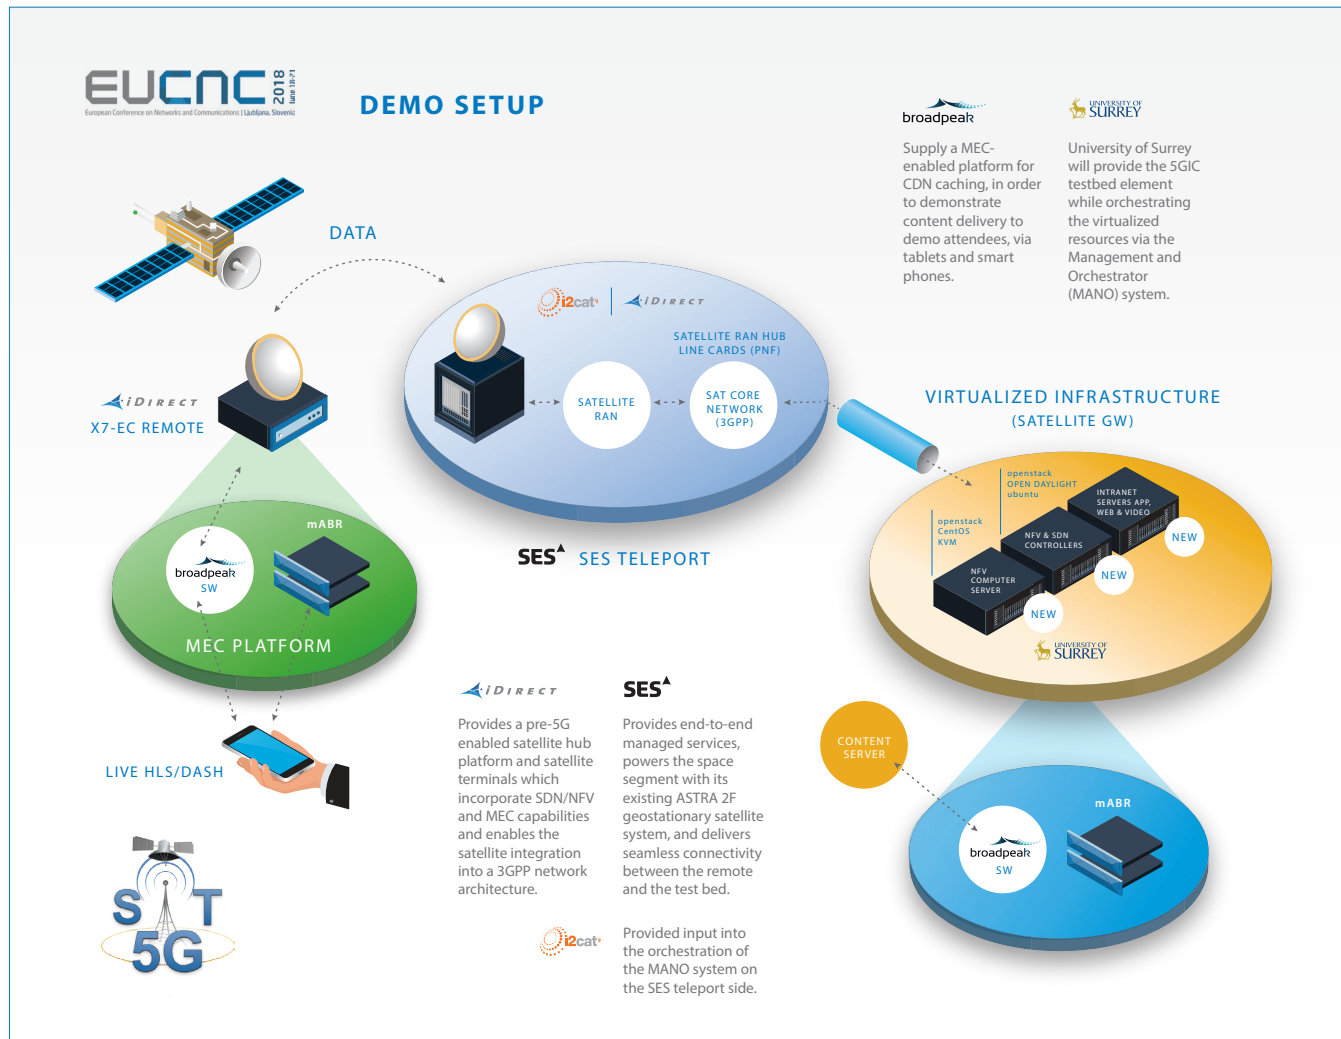 EUCNC 2018
June 18-21
European Conference on Networks and Communications | Ljubljana, Slovenia
DEMO SETUP
broadpeak
Supply a MEC-
enabled platform for
CDN caching, in order
to demonstrate
content delivery to
demo attendees, via
tablets and smart
phones.
UNIVERSITY OF
SURREY
University of Surrey
will provide the 5GIC
testbed element
while orchestrating
the virtualized
resources via the
Management and
Orchestrator
(MANO) system.
DATA
i2cat
iDIRECT
SATELLITE RAN HUB
LINE CARDS (PNF)
SATELLITE
RAN
SAT CORE
NETWORK
(3GPP)
iDIRECT
X7-EC REMOTE
VIRTUALIZED INFRASTRUCTURE
(SATELLITE GW)
openstack
OPEN DAYLIGHT
ubuntu
openstack
CentOS
KVM
INTRANET
SERVERS APP,
WEB & VIDEO
NEW
NFV & SDN
CONTROLLERS
NEW
NFV
COMPUTER
SERVER
NEW
UNIVERSITY OF
SURREY
mABR
broadpeak
SW
MEC PLATFORM
SES
SES TELEPORT
LIVE HLS/DASH
iDIRECT
Provides a pre-5G
enabled satellite hub
platform and satellite
terminals which
incorporate SDN/NFV
and MEC capabilities
and enables the
satellite integration
into a 3GPP network
architecture.
SES
Provides end-to-end
managed services,
powers the space
segment with its
existing ASTRA 2F
geostationary satellite
system, and delivers
seamless connectivity
between the remote
and the test bed.
i2cat
Provided input into
the orchestration of
the MANO system on
the SES teleport side.
CONTENT
SERVER
mABR
broadpeak
SW
S T
5G